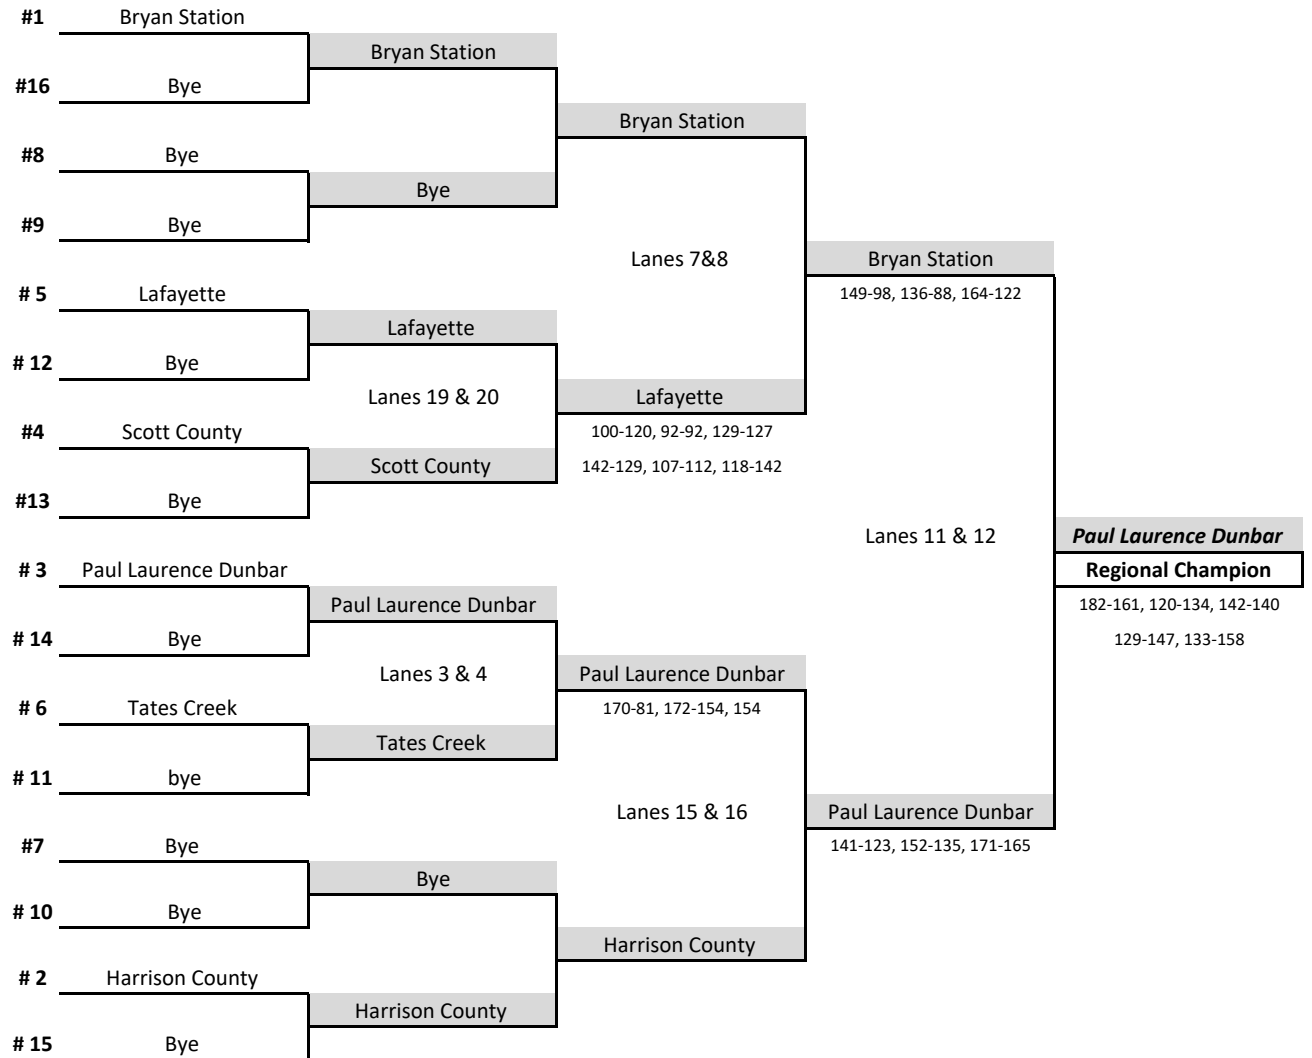 #1 Bryan Station
Bryan Station
#16 Bye
Bryan Station
#8 Bye
Bye
#9 Bye
Lanes 7&8 Bryan Station
# 5 Lafayette 149-98, 136-88, 164-122
Lafayette
# 12 Bye
Lanes 19 & 20 Lafayette
#4 Scott County 100-120, 92-92, 129-127
Scott County 142-129, 107-112, 118-142
#13 Bye
Lanes 11 & 12 Paul Laurence Dunbar
# 3 Paul Laurence Dunbar Regional Champion
Paul Laurence Dunbar 182-161, 120-134, 142-140
# 14 Bye 129-147, 133-158
Lanes 3 & 4 Paul Laurence Dunbar
# 6 Tates Creek 170-81, 172-154, 154
Tates Creek
# 11 bye
Lanes 15 & 16 Paul Laurence Dunbar
#7 Bye 141-123, 152-135, 171-165
Bye
# 10 Bye
Harrison County
# 2 Harrison County
Harrison County
# 15 Bye